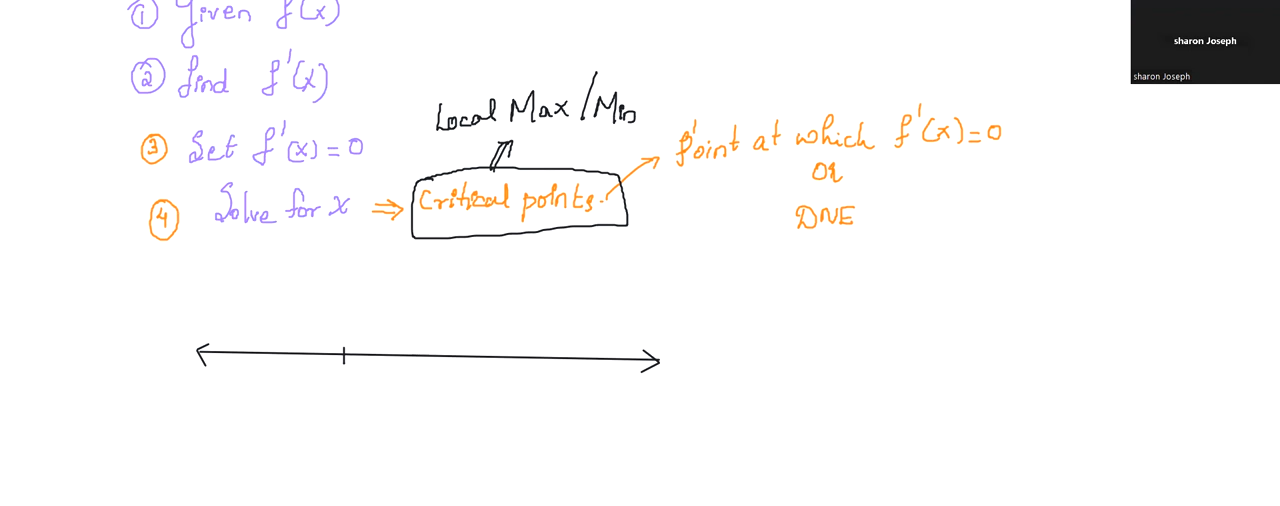 ① Given f(x)
sharon Joseph
sharon Joseph
② find f'(x)
Local Max/Min
③ Set f'(x)=0
point at which f'(x)=0
OR
DNE
④ Solve for x ⇒ Critical points.